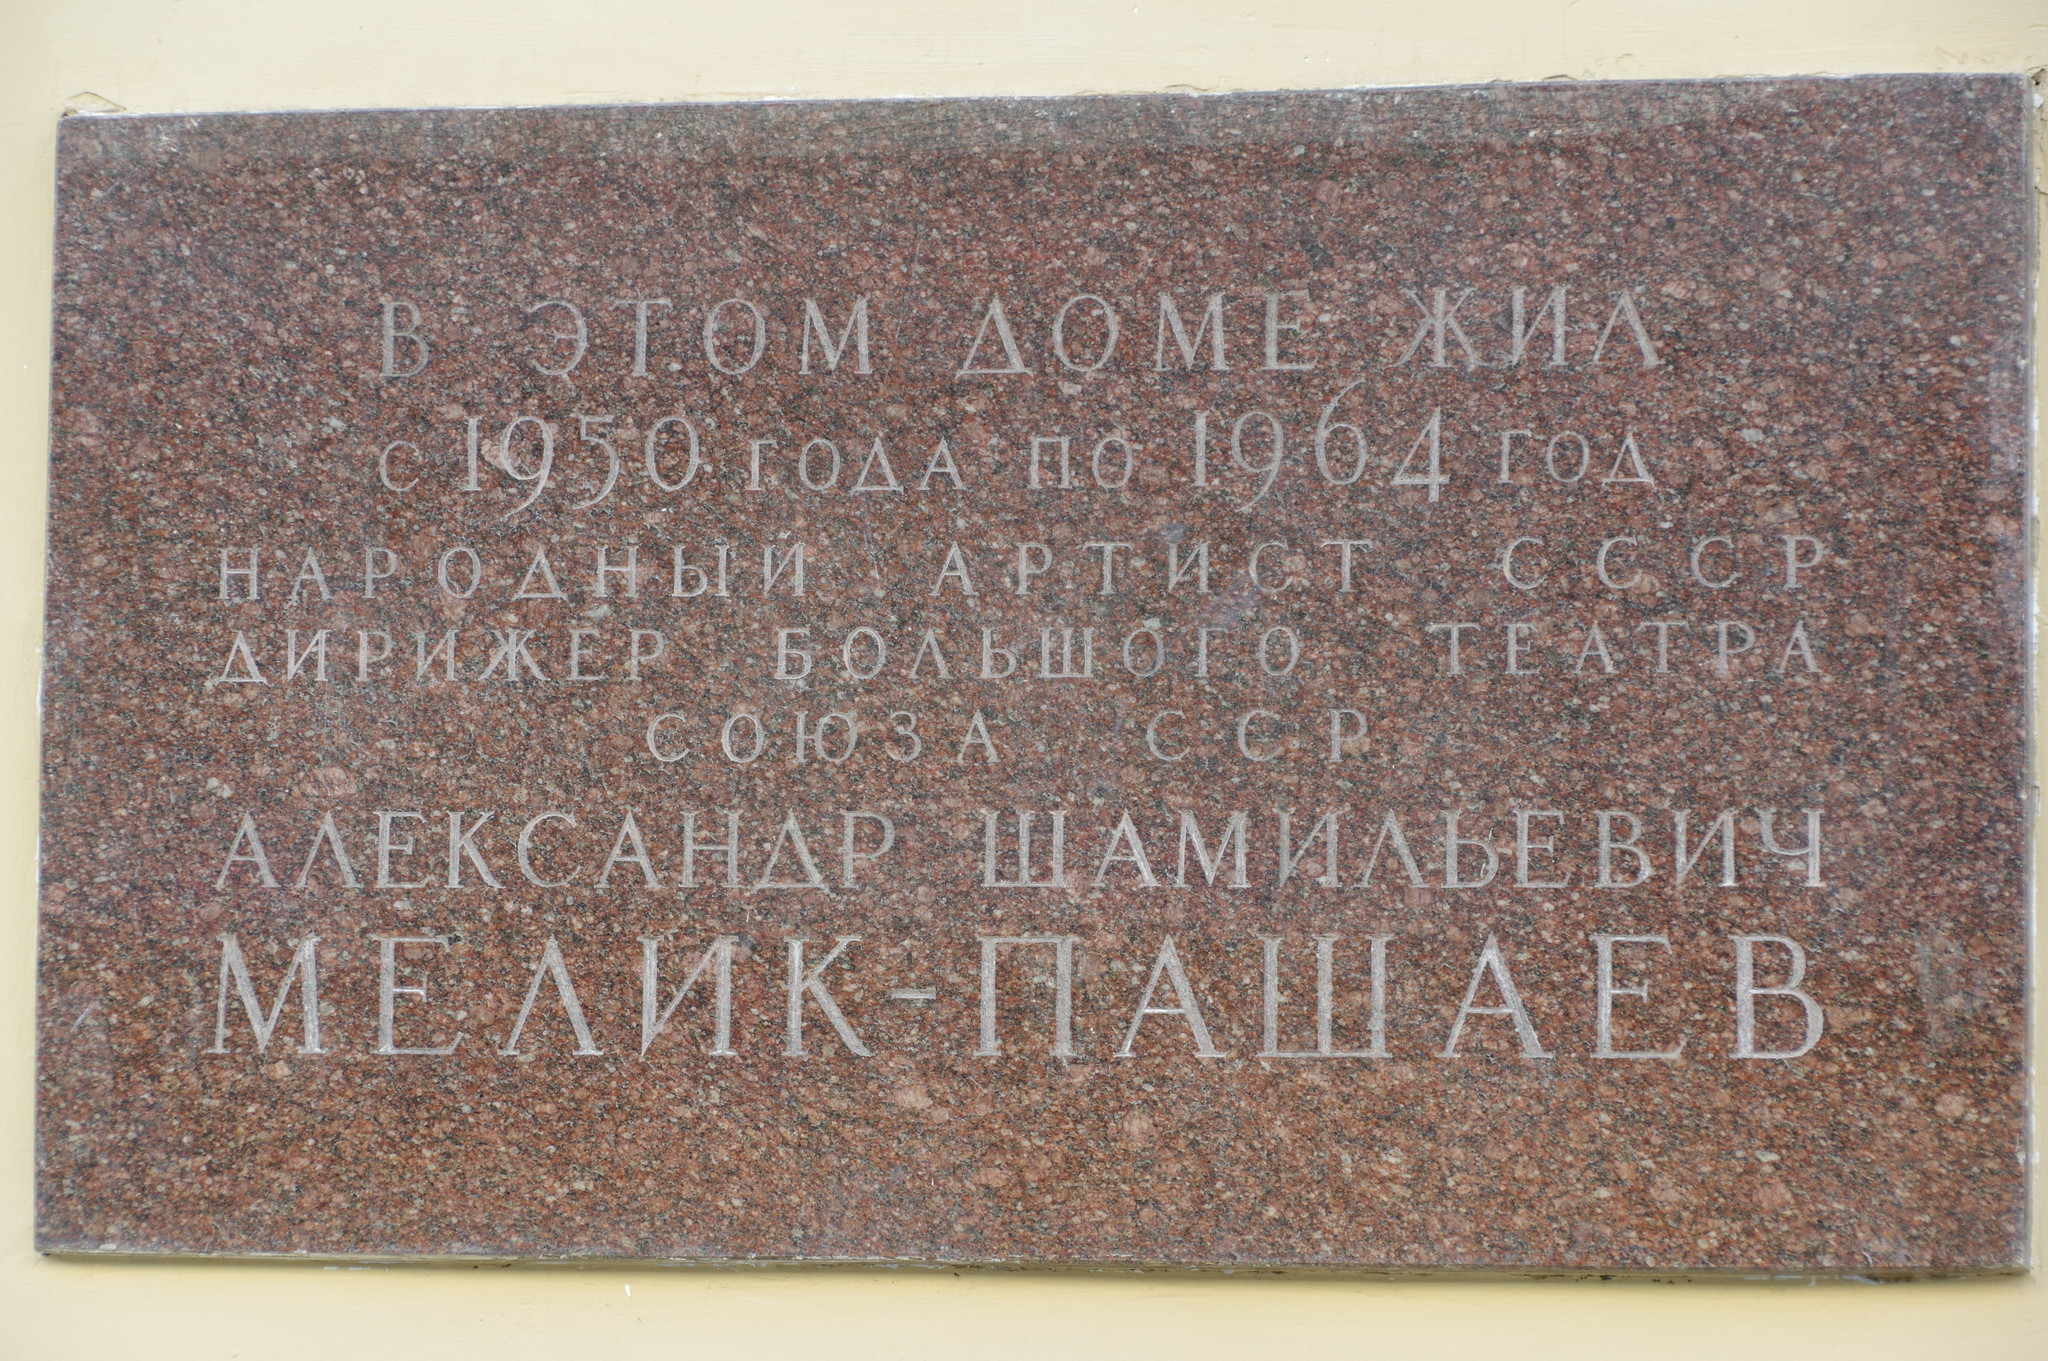 В ЭТОМ ДОМЕ ЖИЛ
С 1950 ГОДА ПО 1964 ГОД
НАРОДНЫЙ АРТИСТ СССР
ДИРИЖЕР БОЛЬШОГО ТЕАТРА
СОЮЗА ССР
АЛЕКСАНДР ШАМИЛЬЕВИЧ
МЕЛИК-ПАШАЕВ